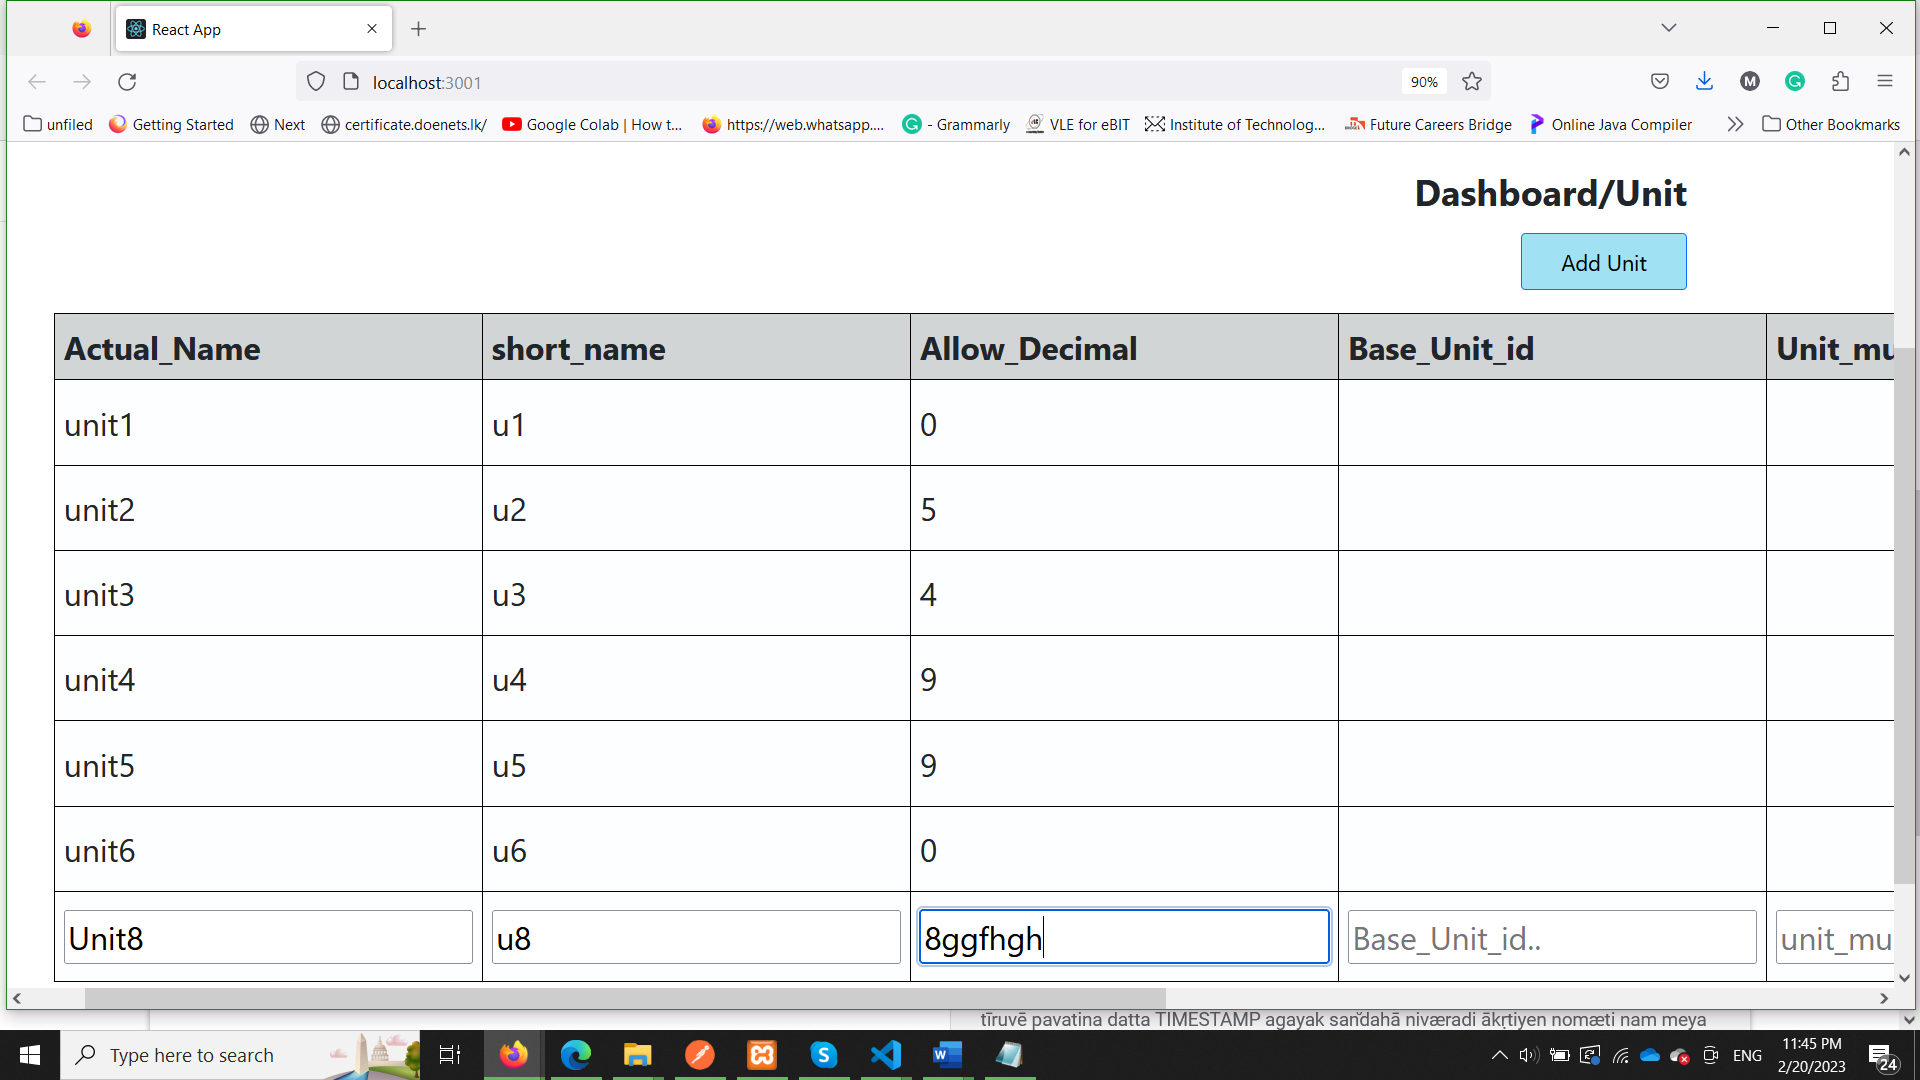 React App
localhost:3001
90%
unfiled
Getting Started
Next
certificate.doenets.lk/
Google Colab | How t...
https://web.whatsapp....
- Grammarly
VLE for eBIT
Institute of Technolog...
Future Careers Bridge
Online Java Compiler
Other Bookmarks
Dashboard/Unit
Add Unit
Actual_Name short_name Allow_Decimal Base_Unit_id Unit_mu
unit1 u1 0
unit2 u2 5
unit3 u3 4
unit4 u4 9
unit5 u5 9
unit6 u6 0
Unit8 u8 8ggfhgh Base_Unit_id.. unit_mu
tīruvē pavatina datta TIMESTAMP agayak san̆dahā niværadi ākṛtiyen nomæti nam meya
Type here to search
ENG
11:45 PM
2/20/2023
24